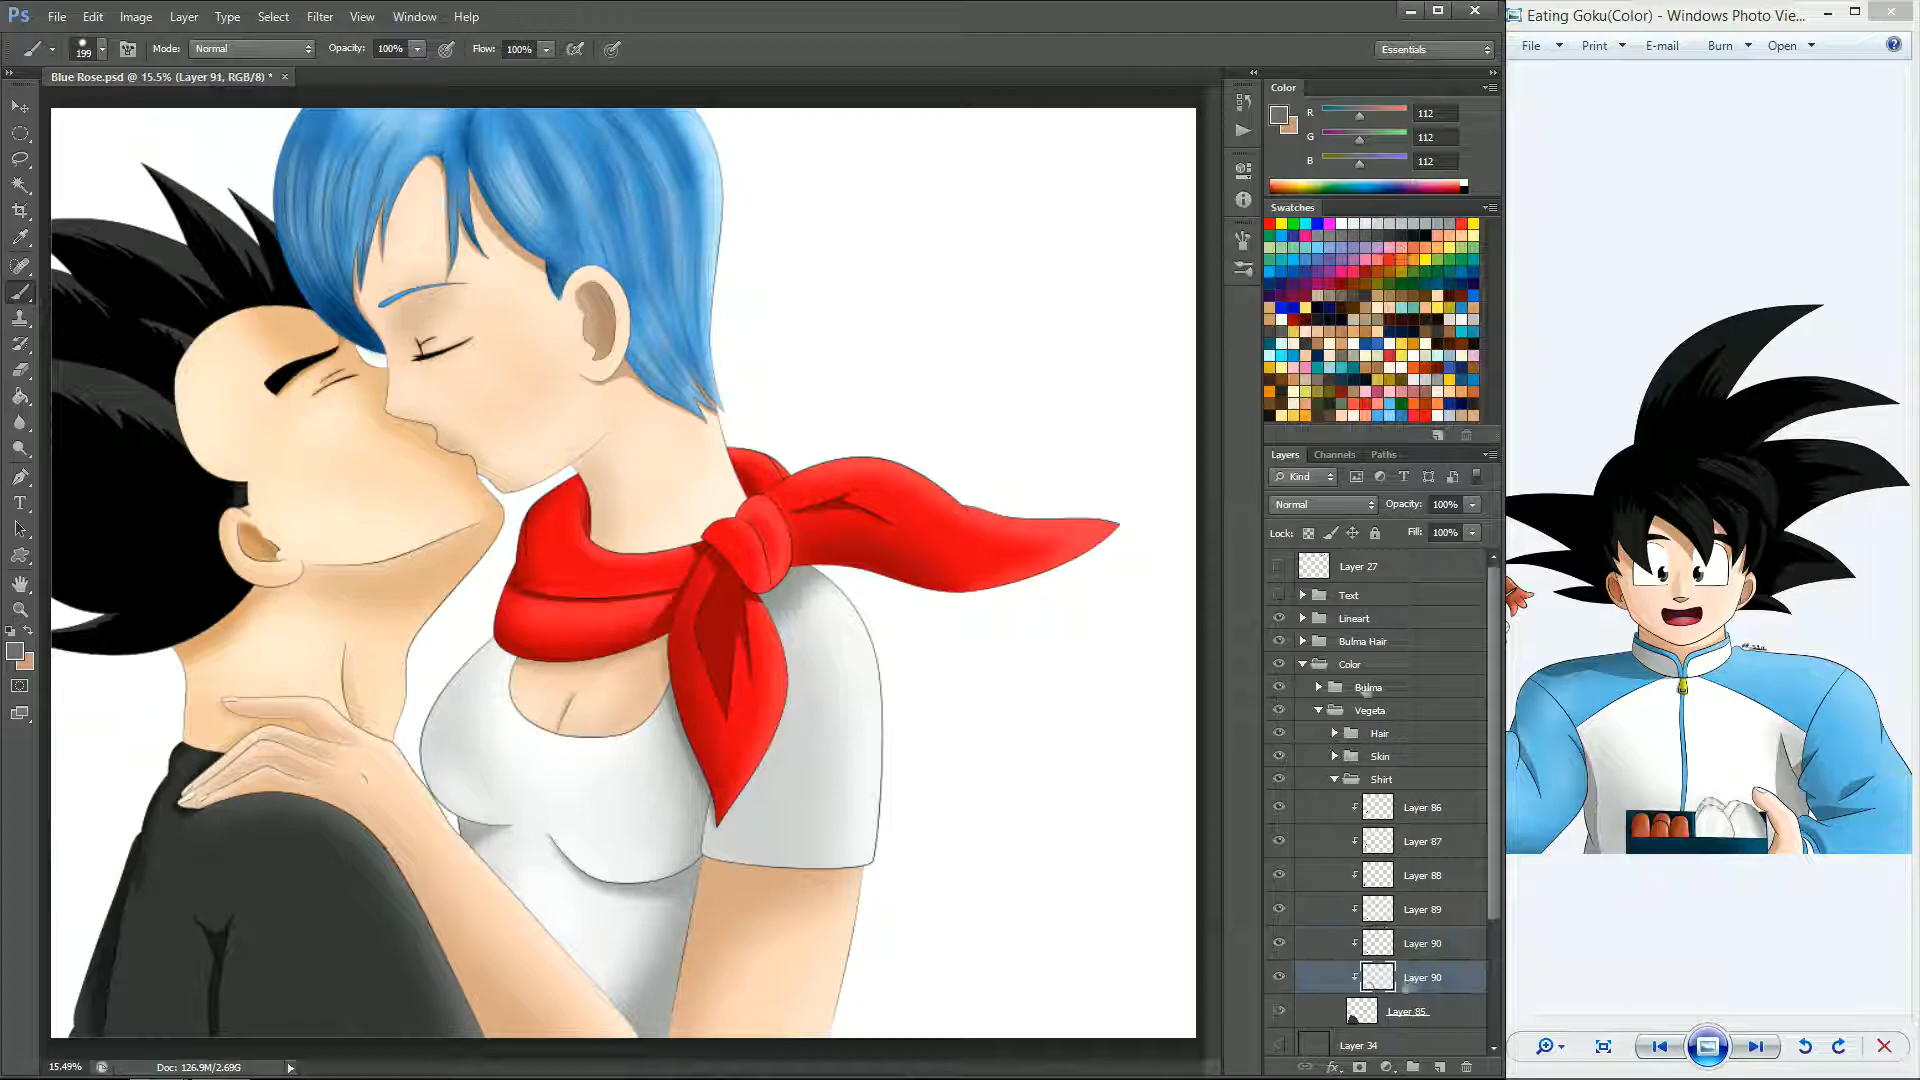 Ps File Edit Image Layer Type Select Filter View Window Help
199 Mode: Normal Opacity: 100% Flow: 100% Essentials
Blue Rose.psd @ 15.5% (Layer 91, RGB/8) * ×
Color
R 112
G 112
B 112
Swatches
Layers Channels Paths
Kind
Normal Opacity: 100%
Lock: Fill: 100%
Layer 27
Text
Lineart
Bulma Hair
Color
Bulma
Vegeta
Hair
Skin
Shirt
Layer 86
Layer 87
Layer 88
Layer 89
Layer 90
Layer 90
Layer 85
Layer 34
15.49% Doc: 126.9M/2.69G
Eating Goku(Color) - Windows Photo Vie...
File Print E-mail Burn Open